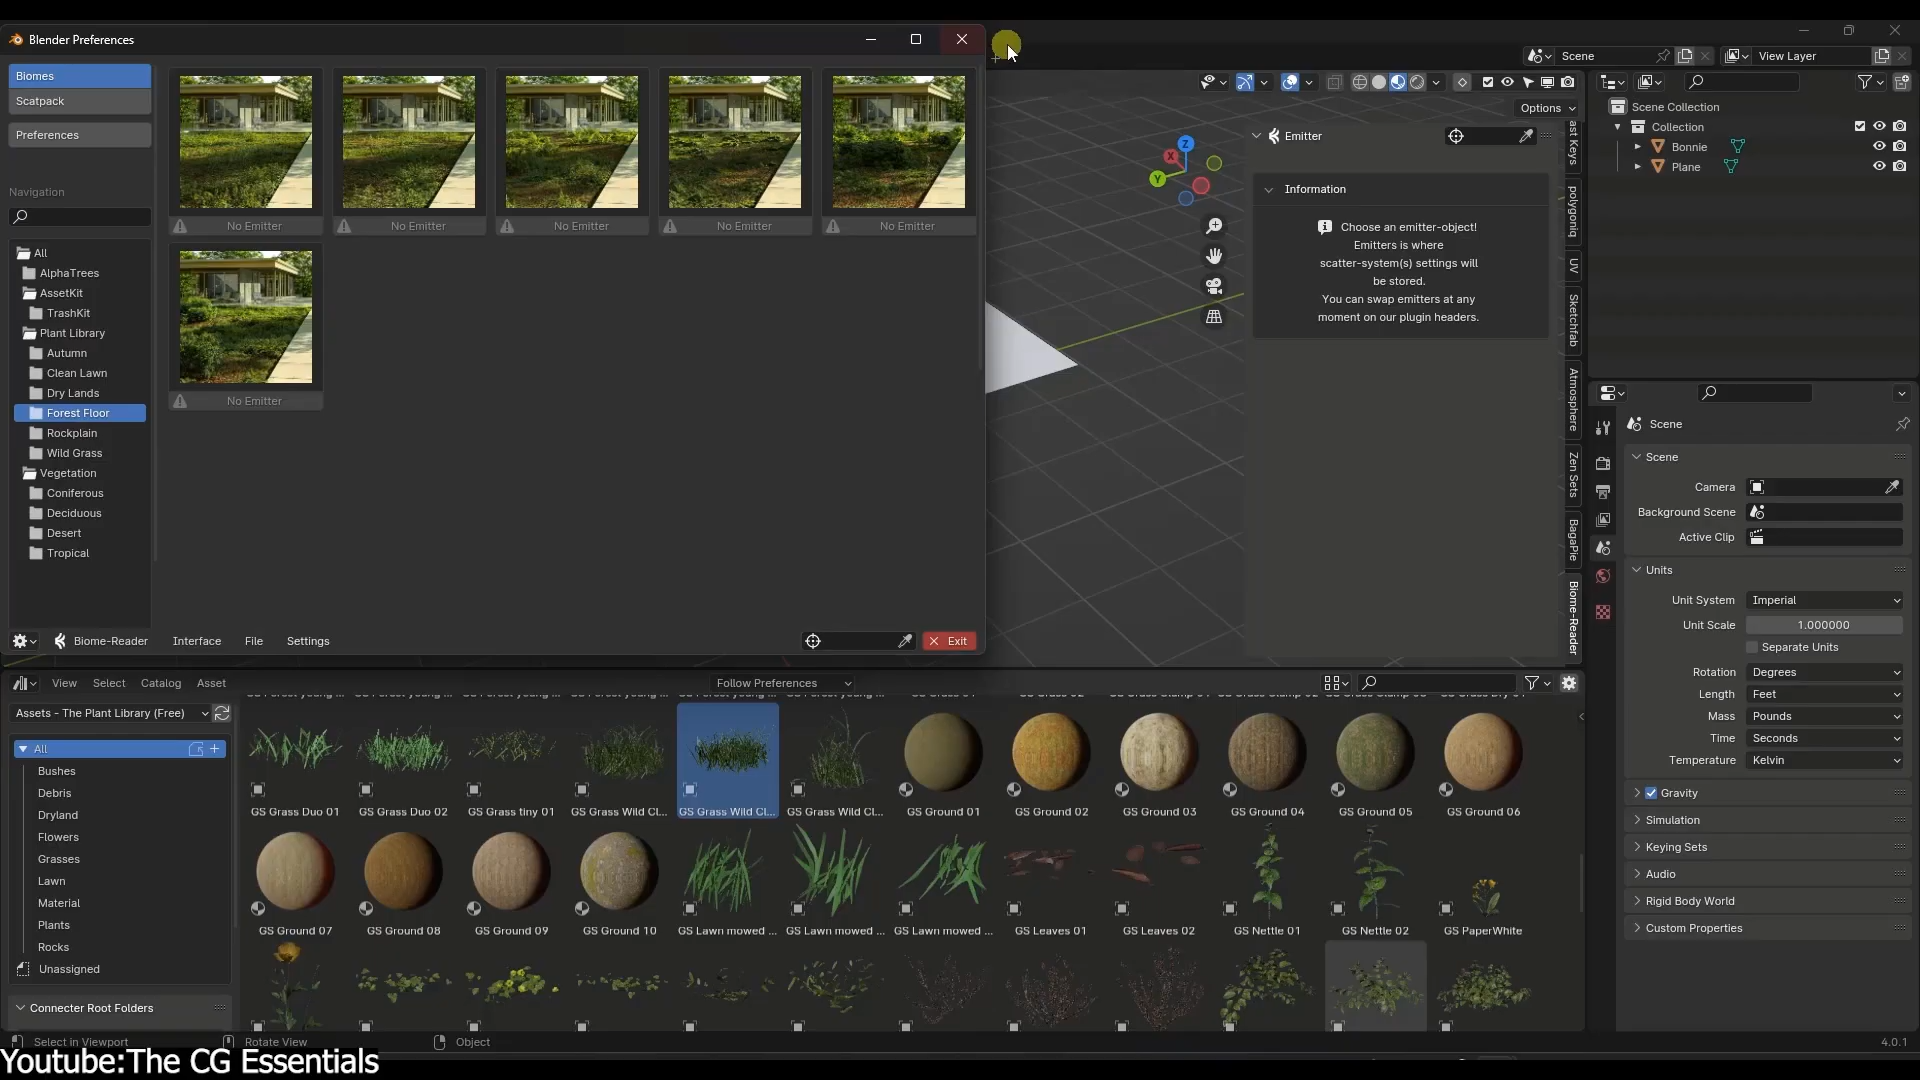 Blender Preferences
Biomes
Scatpack
Preferences
Navigation
All
AlphaTrees
AssetKit
TrashKit
Plant Library
Autumn
Clean Lawn
Dry Lands
Forest Floor
Rockplain
Wild Grass
Vegetation
Coniferous
Deciduous
Desert
Tropical
No Emitter
No Emitter
No Emitter
No Emitter
No Emitter
No Emitter
Biome-Reader
Interface
File
Settings
Exit
Options
Emitter
Information
Choose an emitter-object!
Emitters is where
scatter-system(s) settings will
be stored.
You can swap emitters at any
moment on our plugin headers.
X
Y
Z
ast Keys
polygoniq
UV
Sketchfab
Atmosphere
Zen Sets
BagaPie
Biome-Reader
Scene
View Layer
Scene Collection
Collection
Bonnie
Plane
Scene
Scene
Camera
Background Scene
Active Clip
Units
Unit System Imperial
Unit Scale 1.000000
Separate Units
Rotation Degrees
Length Feet
Mass Pounds
Time Seconds
Temperature Kelvin
Gravity
Simulation
Keying Sets
Audio
Rigid Body World
Custom Properties
View
Select
Catalog
Asset
Follow Preferences
Assets - The Plant Library (Free)
All
Bushes
Debris
Dryland
Flowers
Grasses
Lawn
Material
Plants
Rocks
Unassigned
Connecter Root Folders
GS Grass Duo 01
GS Grass Duo 02
GS Grass tiny 01
GS Grass Wild Cl...
GS Grass Wild Cl...
GS Grass Wild Cl...
GS Ground 01
GS Ground 02
GS Ground 03
GS Ground 04
GS Ground 05
GS Ground 06
GS Ground 07
GS Ground 08
GS Ground 09
GS Ground 10
GS Lawn mowed ...
GS Lawn mowed ...
GS Lawn mowed ...
GS Leaves 01
GS Leaves 02
GS Nettle 01
GS Nettle 02
GS PaperWhite
Select in Viewport
Rotate View
Object
4.0.1
Youtube:The CG Essentials